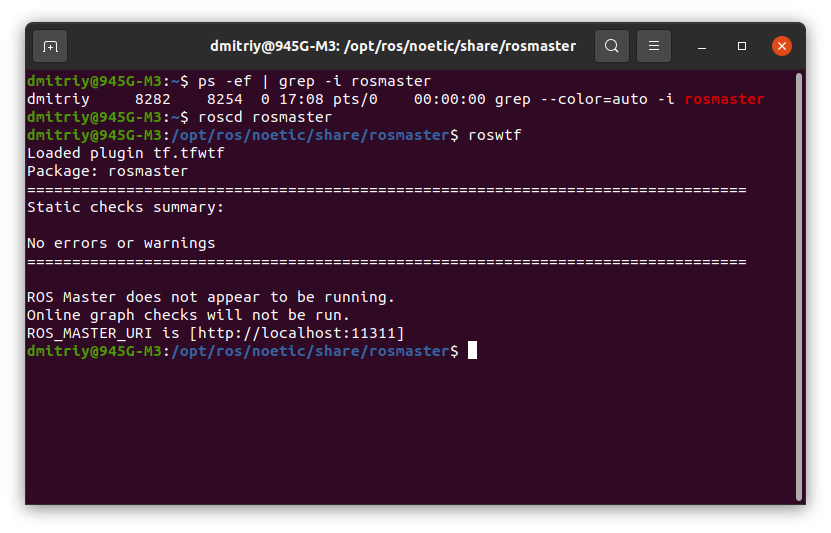 dmitriy@945G-M3: /opt/ros/noetic/share/rosmaster
dmitriy@945G-M3:~$ ps -ef | grep -i rosmaster
dmitriy     8282    8254  0 17:08 pts/0    00:00:00 grep --color=auto -i rosmaster
dmitriy@945G-M3:~$ roscd rosmaster
dmitriy@945G-M3:/opt/ros/noetic/share/rosmaster$ roswtf
Loaded plugin tf.tfwtf
Package: rosmaster
================================================================================
Static checks summary:
No errors or warnings
================================================================================
ROS Master does not appear to be running.
Online graph checks will not be run.
ROS_MASTER_URI is [http://localhost:11311]
dmitriy@945G-M3:/opt/ros/noetic/share/rosmaster$